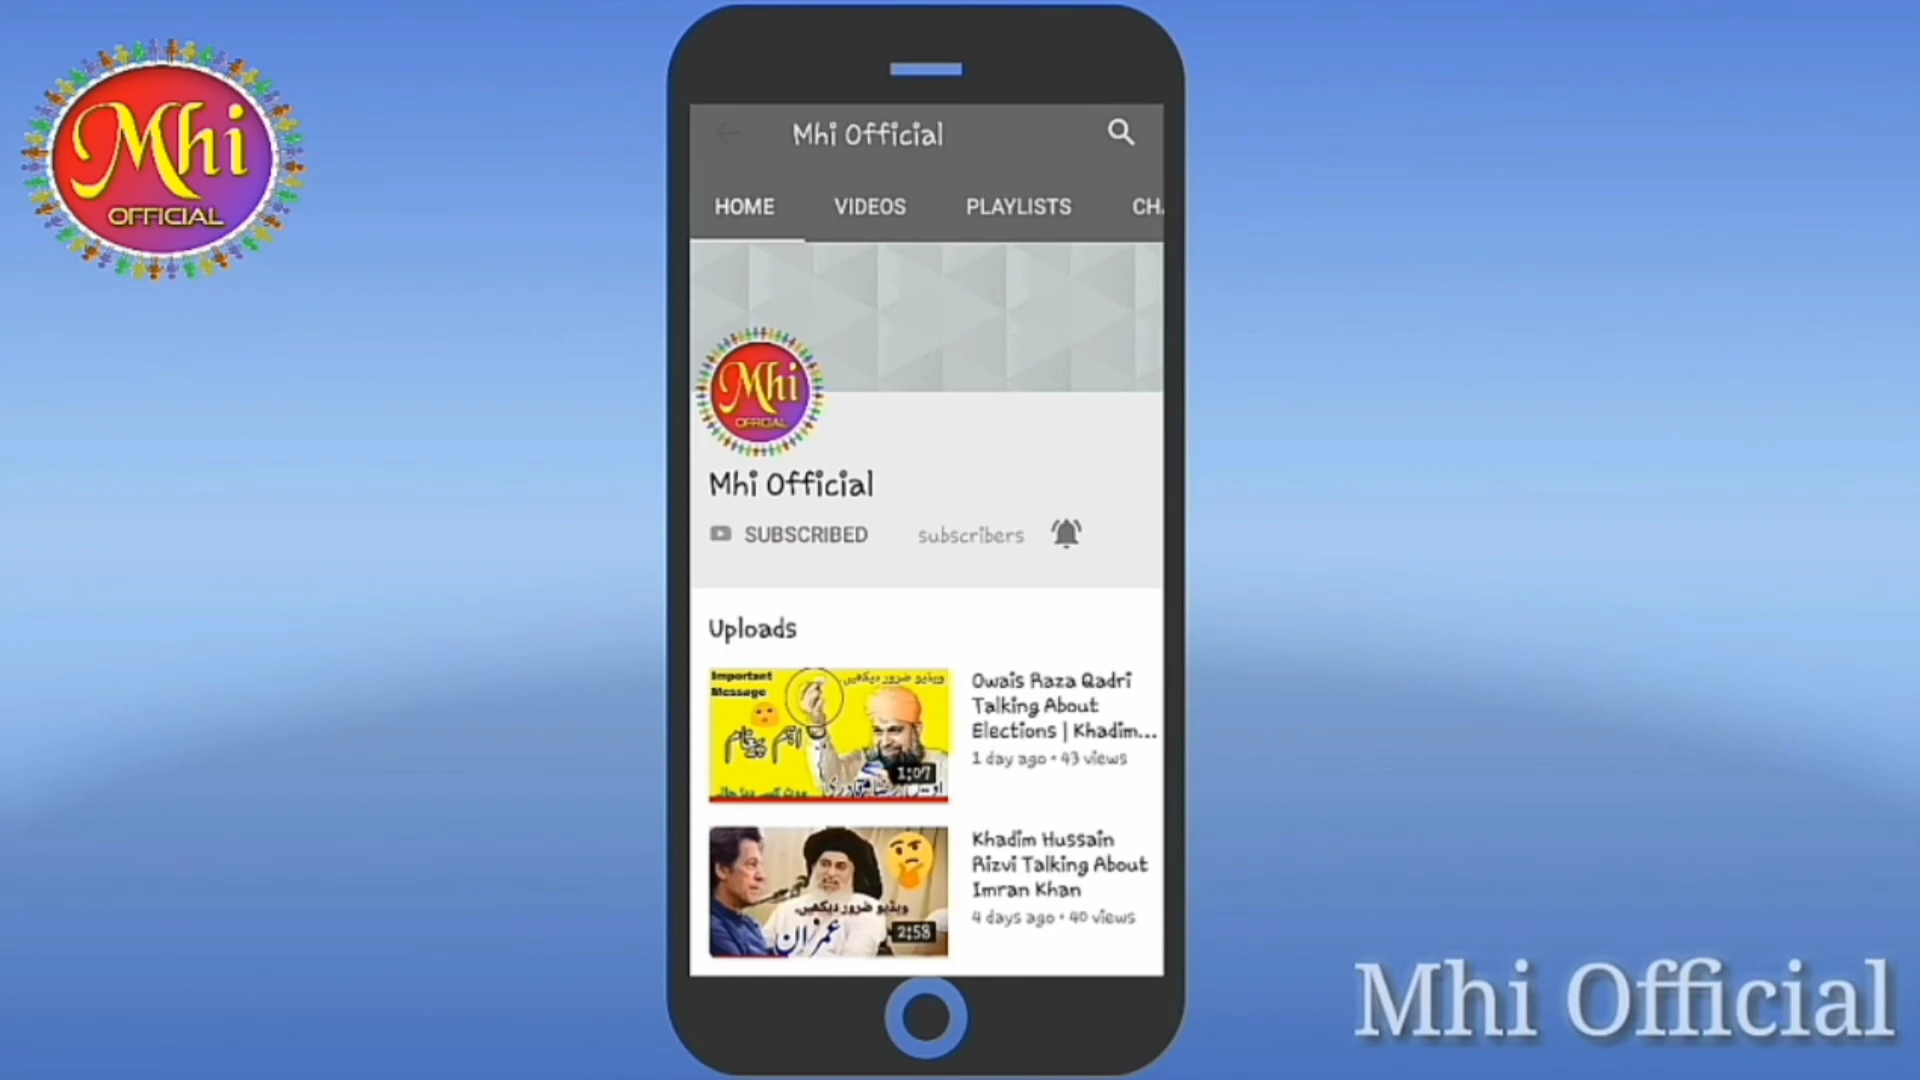 Mhi
OFFICIAL
Mhi Official
HOME
VIDEOS
PLAYLISTS
CH
Mhi
OFFICIAL
Mhi Official
SUBSCRIBED
subscribers
Uploads
Important
Message
ویڈیو ضرور دیکھیں
اہم پیغام
1:07
Owais Raza Qadri
Talking About
Elections | Khadim...
1 day ago • 43 views
ویڈیو ضرور دیکھیں
عمران
2:58
Khadim Hussain
Rizvi Talking About
Imran Khan
4 days ago • 40 views
Mhi Official